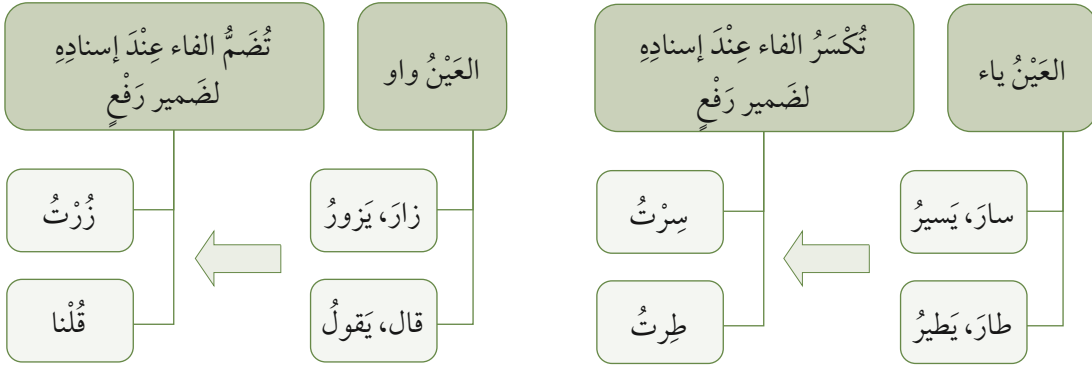 العَيْنُ ياء
تُكْسَرُ الفاء عِنْدَ إسنادِهِ
لضَمير رَفْعٍ
سارَ، يَسيرُ
سِرْتُ
طارَ، يَطيرُ
طِرتُ
العَيْنُ واو
تُضَمُّ الفاء عِنْدَ إسنادِهِ
لضَمير رَفْعٍ
زارَ، يَزورُ
زُرْتُ
قال، يَقولُ
قُلْنا